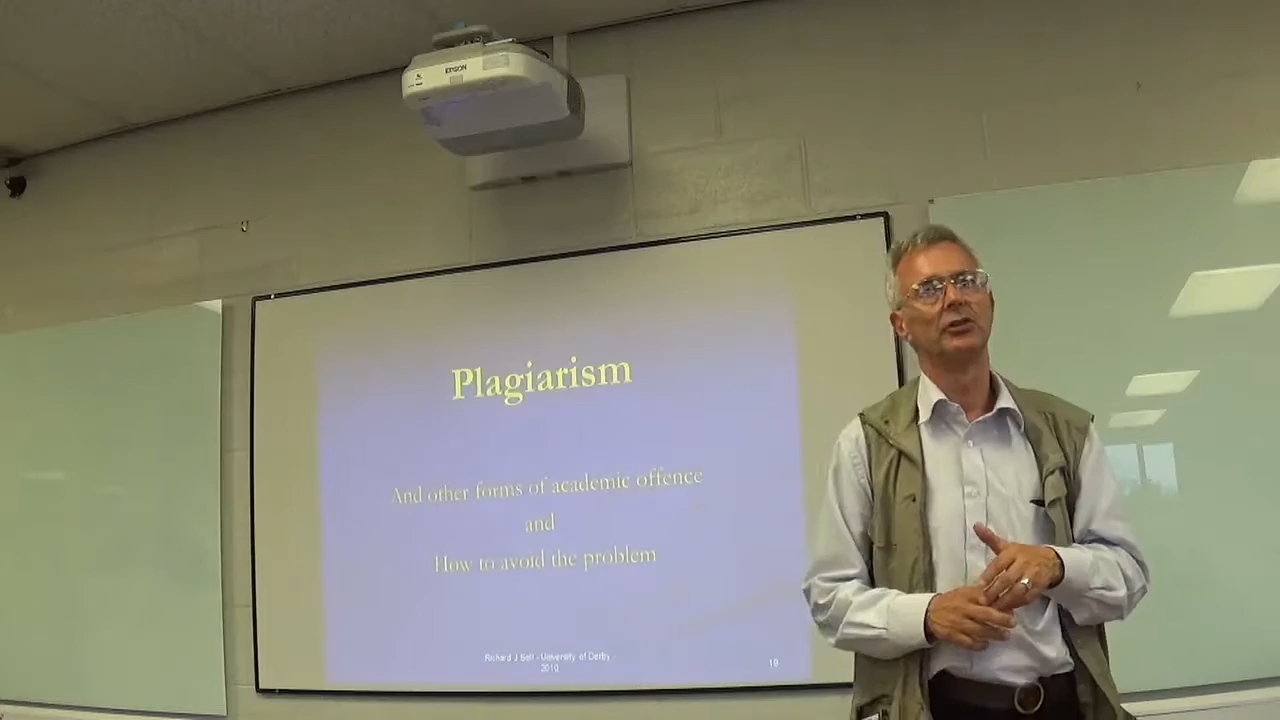 EPSON
Plagiarism
And other forms of academic offence
and
How to avoid the problem
Richard J Self - University of Derby -
2010
19